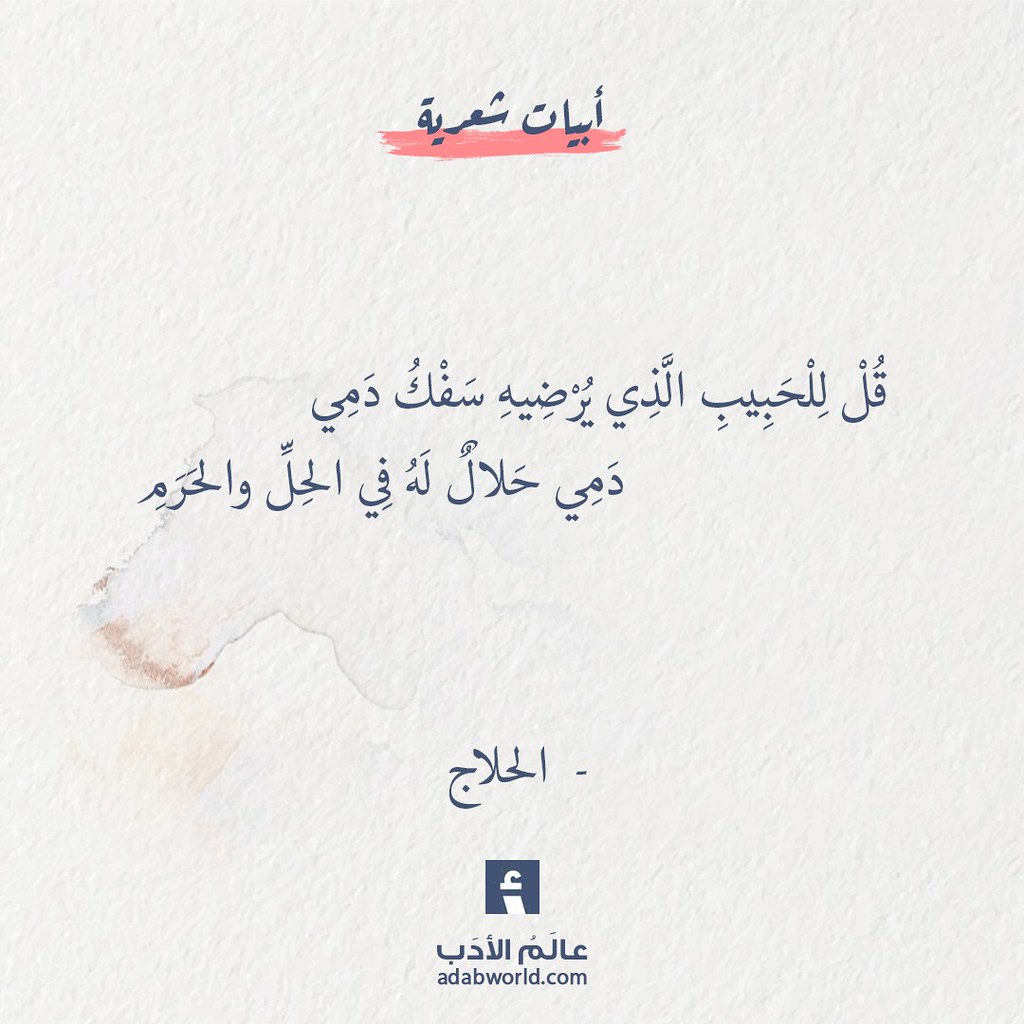 أبيات شعرية
قُلْ لِلْحَبِيبِ الَّذِي يُرْضِيهِ سَفْكُ دَمِي
دَمِي حَلالٌ لَهُ فِي الحِلِّ والحَرَمِ
- الحلاج
أ
عالَمُ الأدَب
adabworld.com